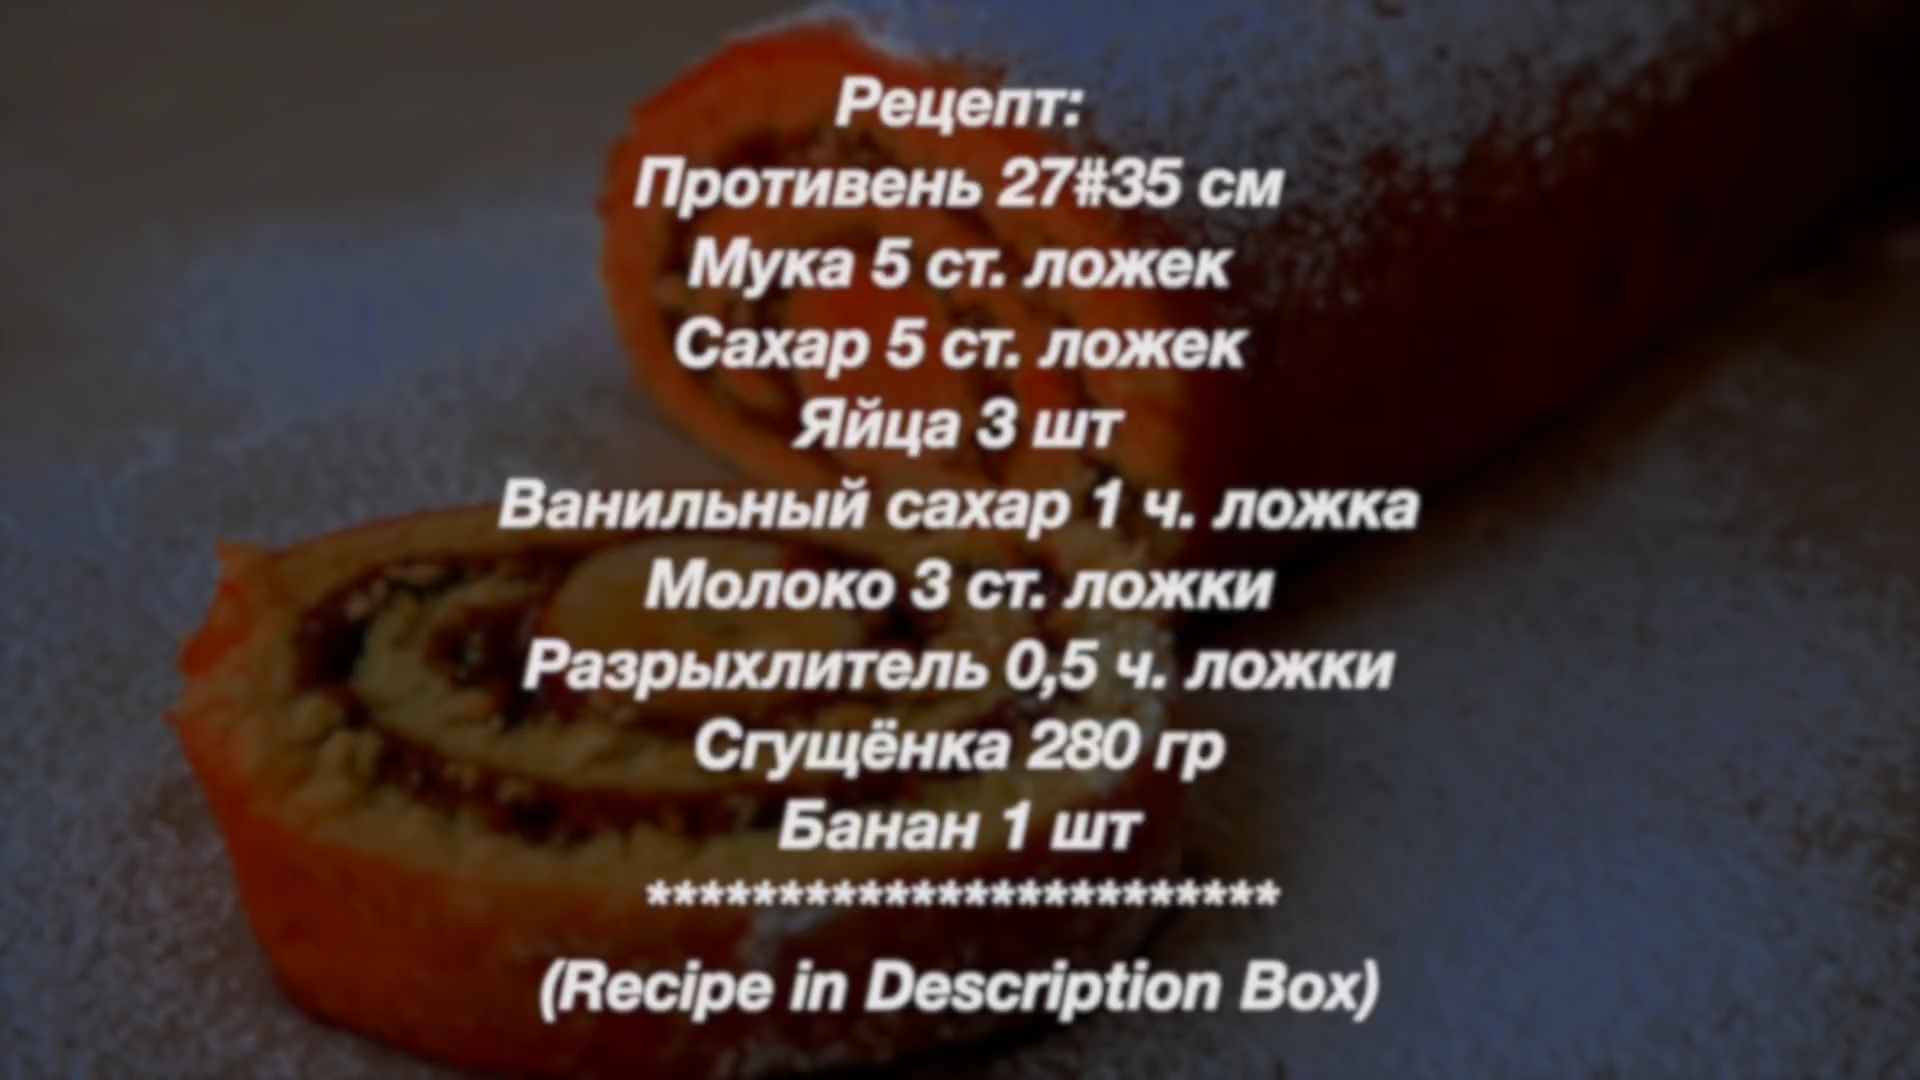 Рецепт:
Противень 27#35 см
Мука 5 ст. ложек
Сахар 5 ст. ложек
Яйца 3 шт
Ванильный сахар 1 ч. ложка
Молоко 3 ст. ложки
Разрыхлитель 0,5 ч. ложки
Сгущёнка 280 гр
Банан 1 шт
************************
(Recipe in Description Box)